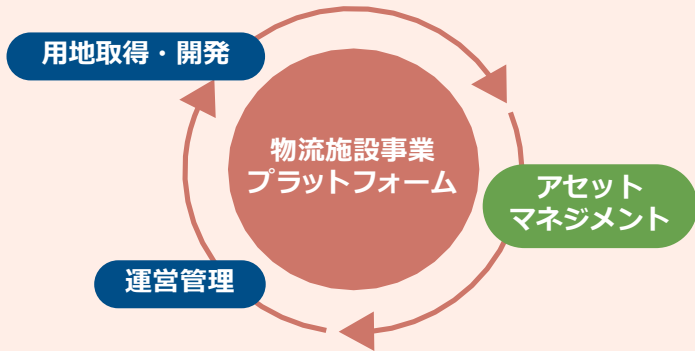 用地取得・開発
物流施設事業
プラットフォーム
アセット
マネジメント
運営管理